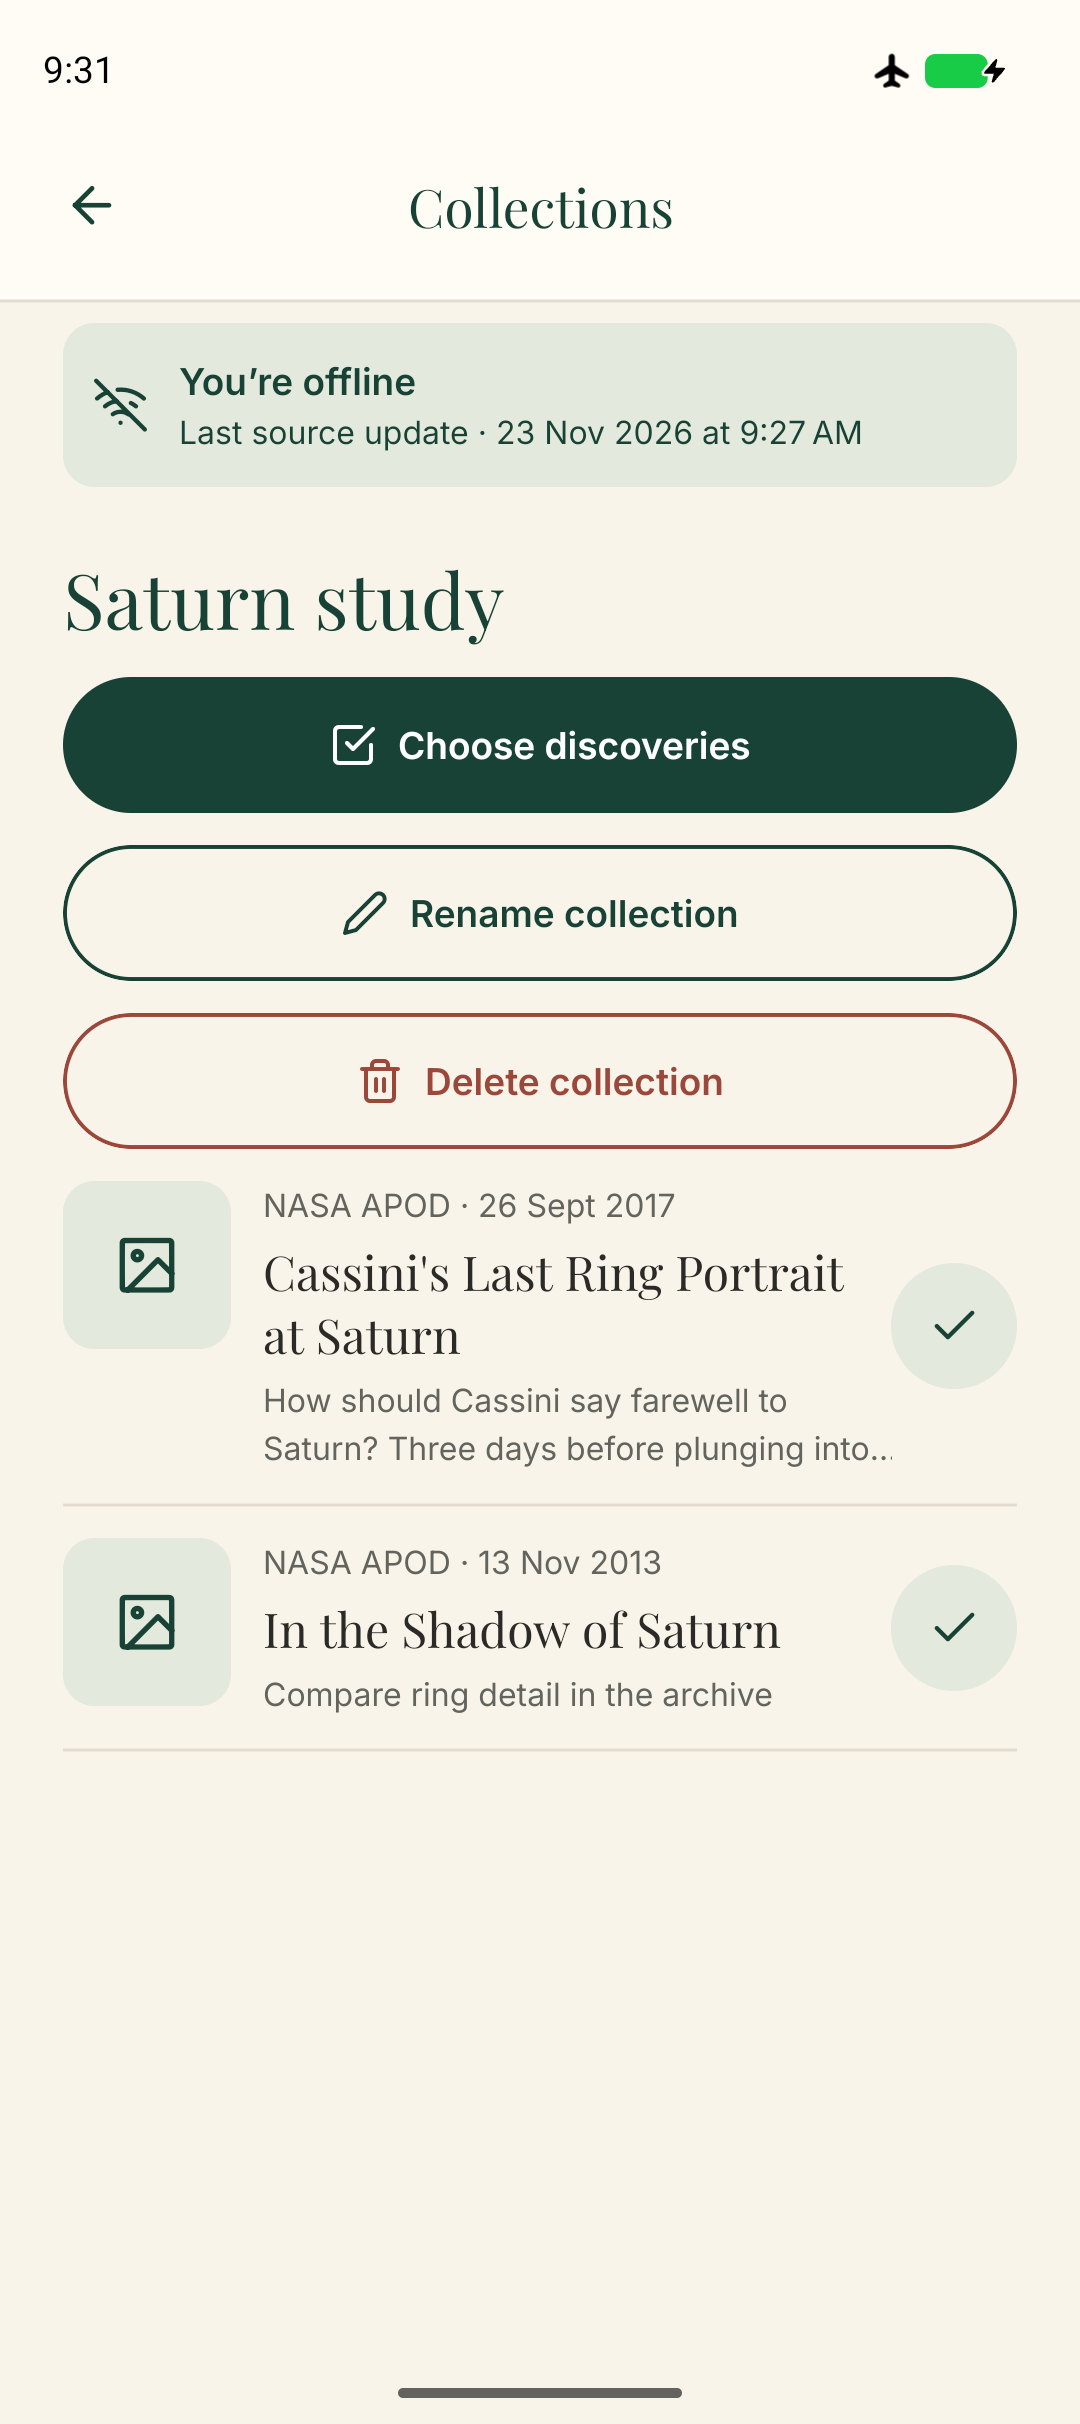 9:31
Collections
You’re offline
Last source update · 23 Nov 2026 at 9:27 AM
Saturn study
Choose discoveries
Rename collection
Delete collection
NASA APOD · 26 Sept 2017
Cassini's Last Ring Portrait
at Saturn
How should Cassini say farewell to
Saturn? Three days before plunging into...
NASA APOD · 13 Nov 2013
In the Shadow of Saturn
Compare ring detail in the archive